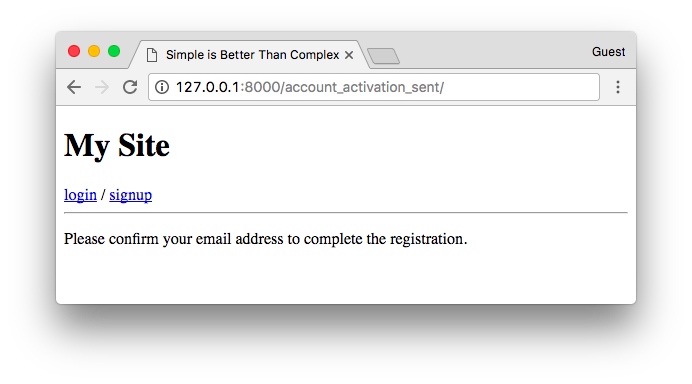 Simple is Better Than Complex
Guest
127.0.0.1:8000/account_activation_sent/
My Site
login / signup
Please confirm your email address to complete the registration.